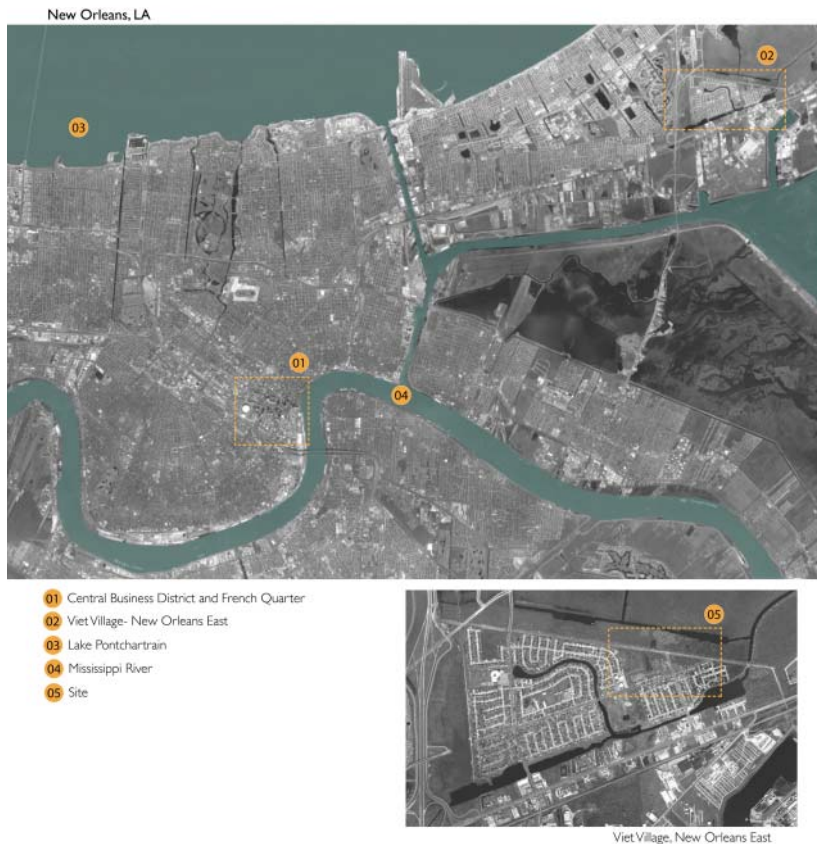 New Orleans, LA
02
03
01
04
01 Central Business District and French Quarter
02 Viet Village- New Orleans East
03 Lake Pontchartrain
04 Mississippi River
05 Site
05
Viet Village, New Orleans East